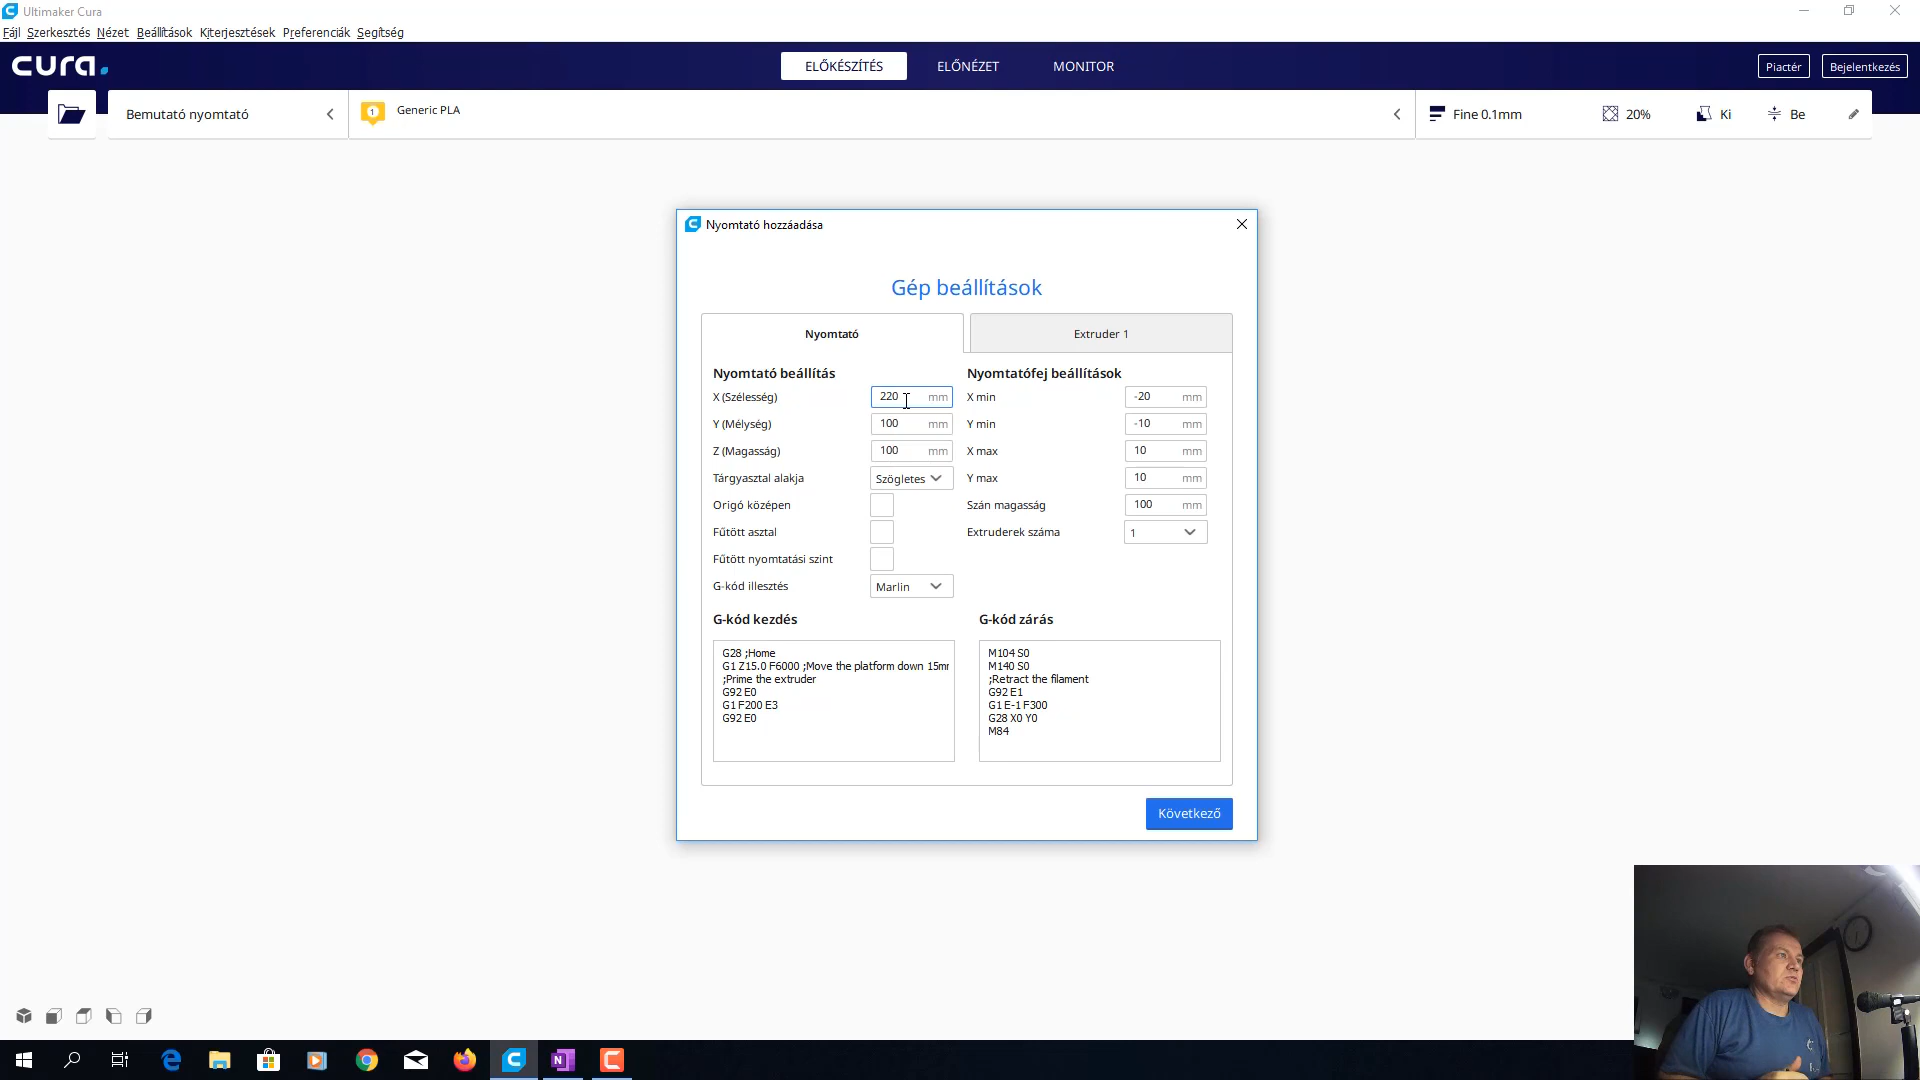 Ultimaker Cura
Fájl Szerkesztés Nézet Beállítások Kiterjesztések Preferenciák Segítség
cura.
ELŐKÉSZÍTÉS
ELŐNÉZET
MONITOR
Piactér
Bejelentkezés
Bemutató nyomtató
1
Generic PLA
Fine 0.1mm
20%
Ki
Be
Nyomtató hozzáadása
Gép beállítások
Nyomtató
Extruder 1
Nyomtató beállítás
X (Szélesség) 220 mm
Y (Mélység) 100 mm
Z (Magasság) 100 mm
Tárgyasztal alakja Szögletes
Origó középen
Fűtött asztal
Fűtött nyomtatási szint
G-kód illesztés Marlin
Nyomtatófej beállítások
X min -20 mm
Y min -10 mm
X max 10 mm
Y max 10 mm
Szán magasság 100 mm
Extruderek száma 1
G-kód kezdés
G28 ;Home
G1 Z15.0 F6000 ;Move the platform down 15mm
;Prime the extruder
G92 E0
G1 F200 E3
G92 E0
G-kód zárás
M104 S0
M140 S0
;Retract the filament
G92 E1
G1 E-1 F300
G28 X0 Y0
M84
Következő